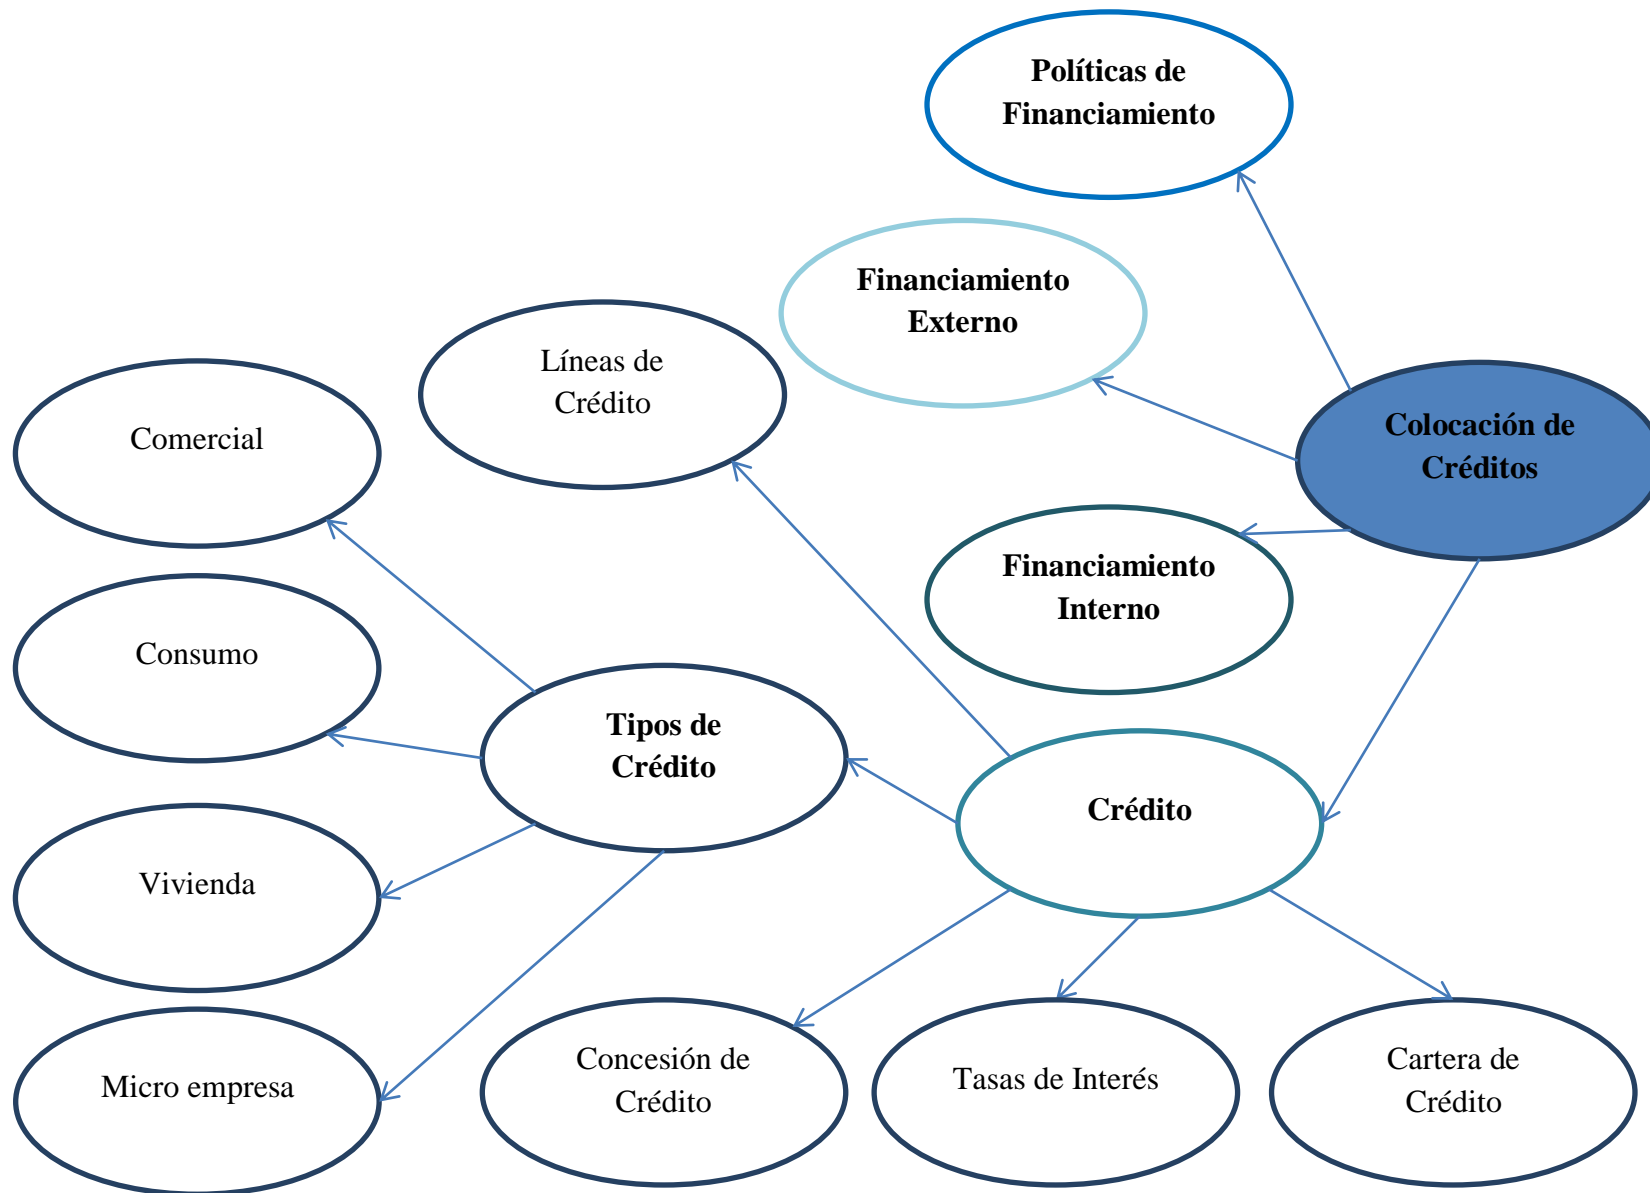 Políticas de
Financiamiento
Financiamiento
Externo
Líneas de
Crédito
Comercial
Colocación de
Créditos
Financiamiento
Interno
Consumo
Tipos de
Crédito
Crédito
Vivienda
Micro empresa
Concesión de
Crédito
Tasas de Interés
Cartera de
Crédito